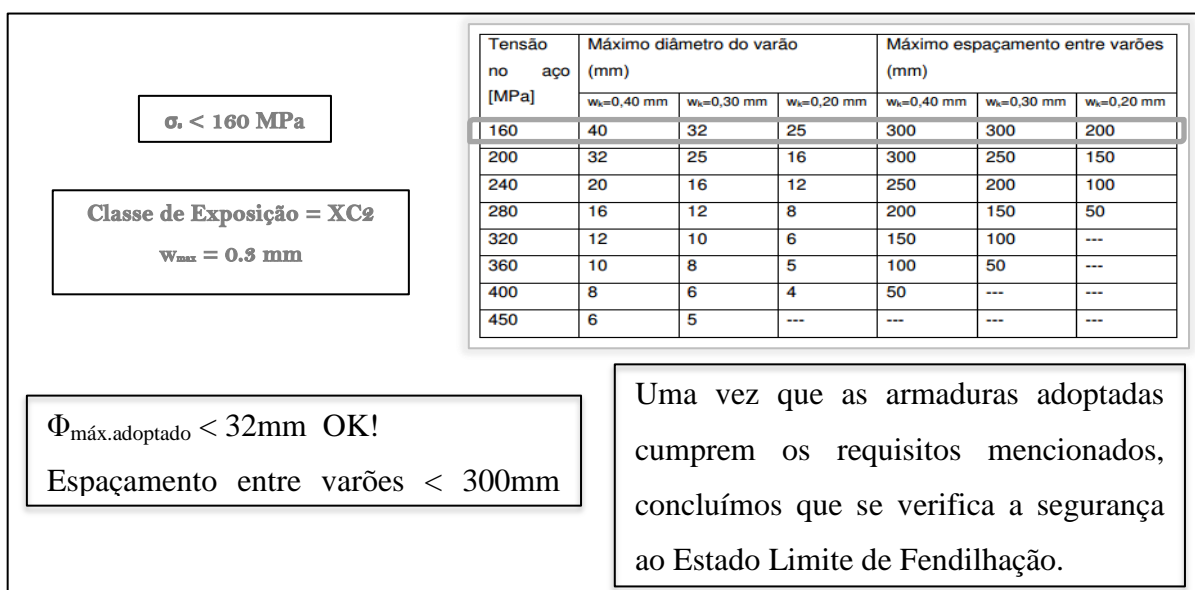 σs < 160 MPa
Classe de Exposição = XC2
wmax = 0.3 mm
Tensão no aço [MPa] Máximo diâmetro do varão (mm) Máximo espaçamento entre varões (mm)
wk=0,40 mm wk=0,30 mm wk=0,20 mm wk=0,40 mm wk=0,30 mm wk=0,20 mm
160 40 32 25 300 300 200
200 32 25 16 300 250 150
240 20 16 12 250 200 100
280 16 12 8 200 150 50
320 12 10 6 150 100 ---
360 10 8 5 100 50 ---
400 8 6 4 50 --- ---
450 6 5 --- --- --- ---
Φmáx.adoptado < 32mm OK!
Espaçamento entre varões < 300mm
Uma vez que as armaduras adoptadas
cumprem os requisitos mencionados,
concluímos que se verifica a segurança
ao Estado Limite de Fendilhação.